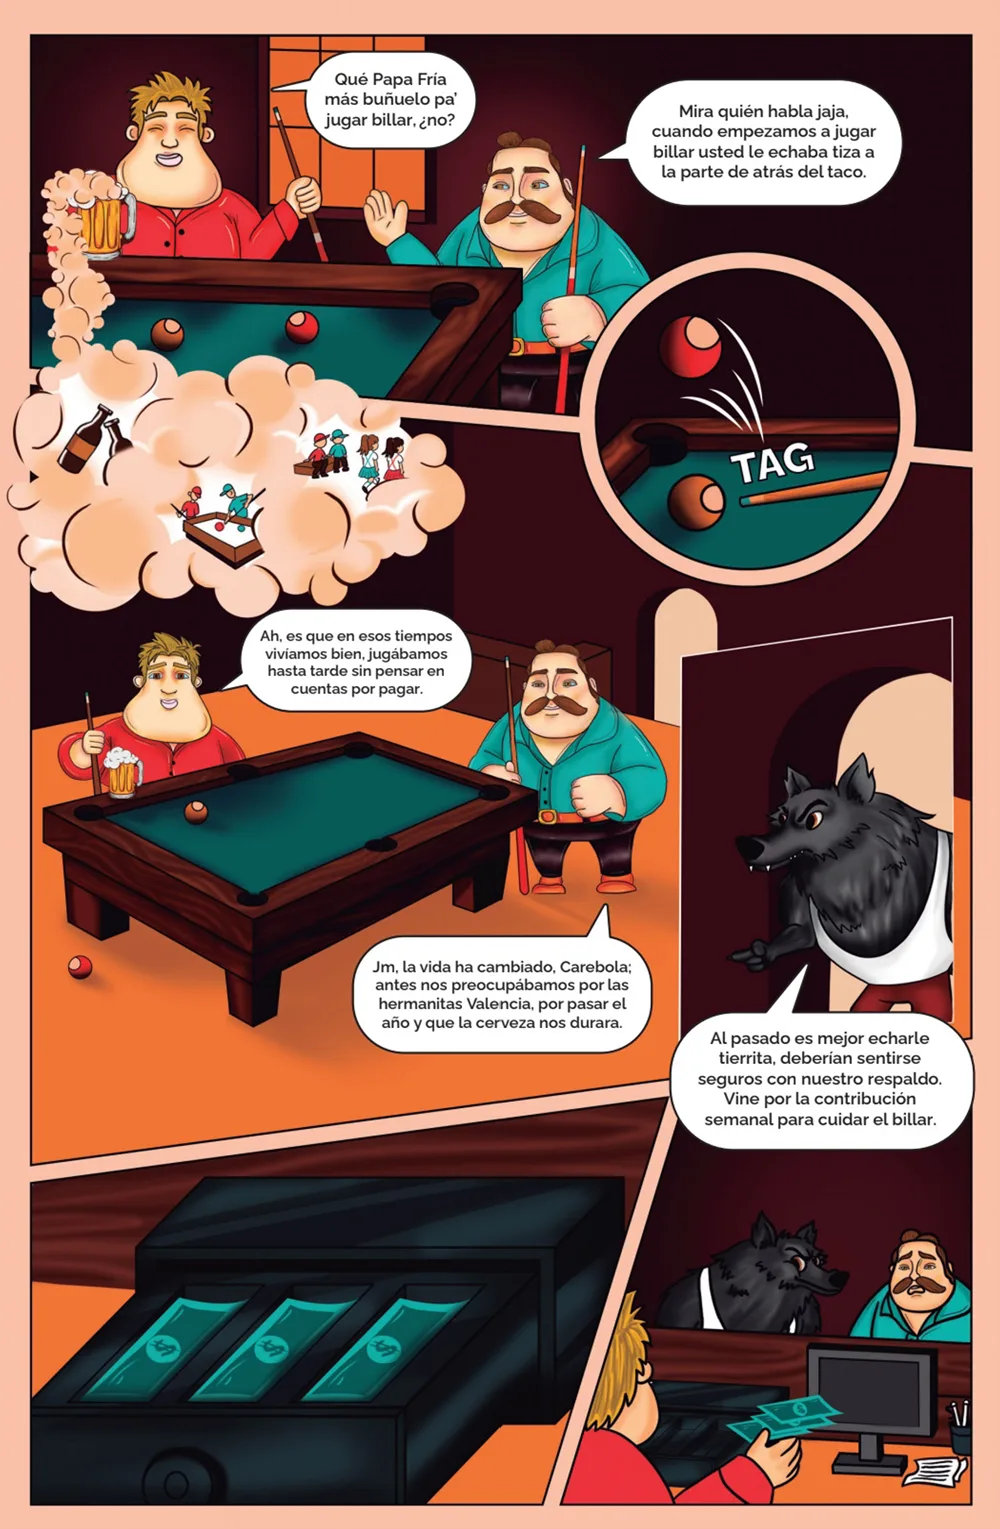 Qué Papa Fría
más buñuelo pa'
jugar billar, ¿no?
Mira quién habla jaja,
cuando empezamos a jugar
billar usted le echaba tiza a
la parte de atrás del taco.
TAG
Ah, es que en esos tiempos
vivíamos bien, jugábamos
hasta tarde sin pensar en
cuentas por pagar.
Jm, la vida ha cambiado, Carebola;
antes nos preocupábamos por las
hermanitas Valencia, por pasar el
año y que la cerveza nos durara.
Al pasado es mejor echarle
tierrita, deberían sentirse
seguros con nuestro respaldo.
Vine por la contribución
semanal para cuidar el billar.
$
$
$
$